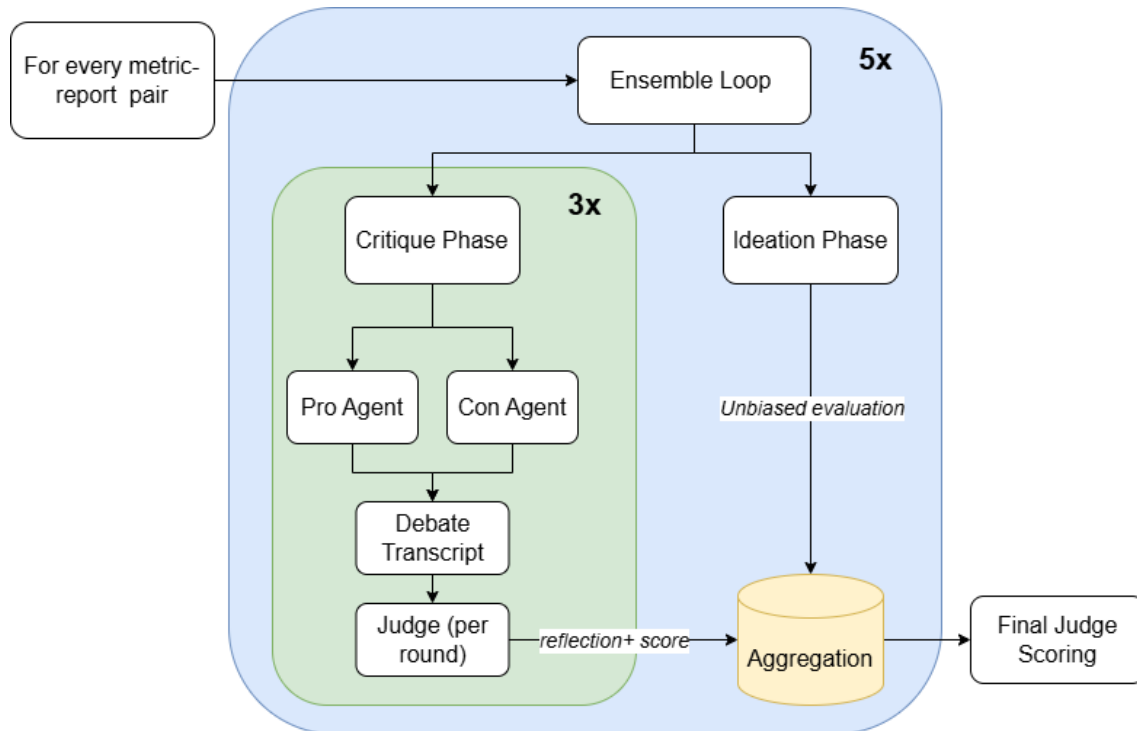 For every metric-
report pair
5x
Ensemble Loop
3x
Critique Phase
Ideation Phase
Pro Agent
Con Agent
Unbiased evaluation
Debate
Transcript
Judge (per
round)
reflection+ score
Aggregation
Final Judge
Scoring